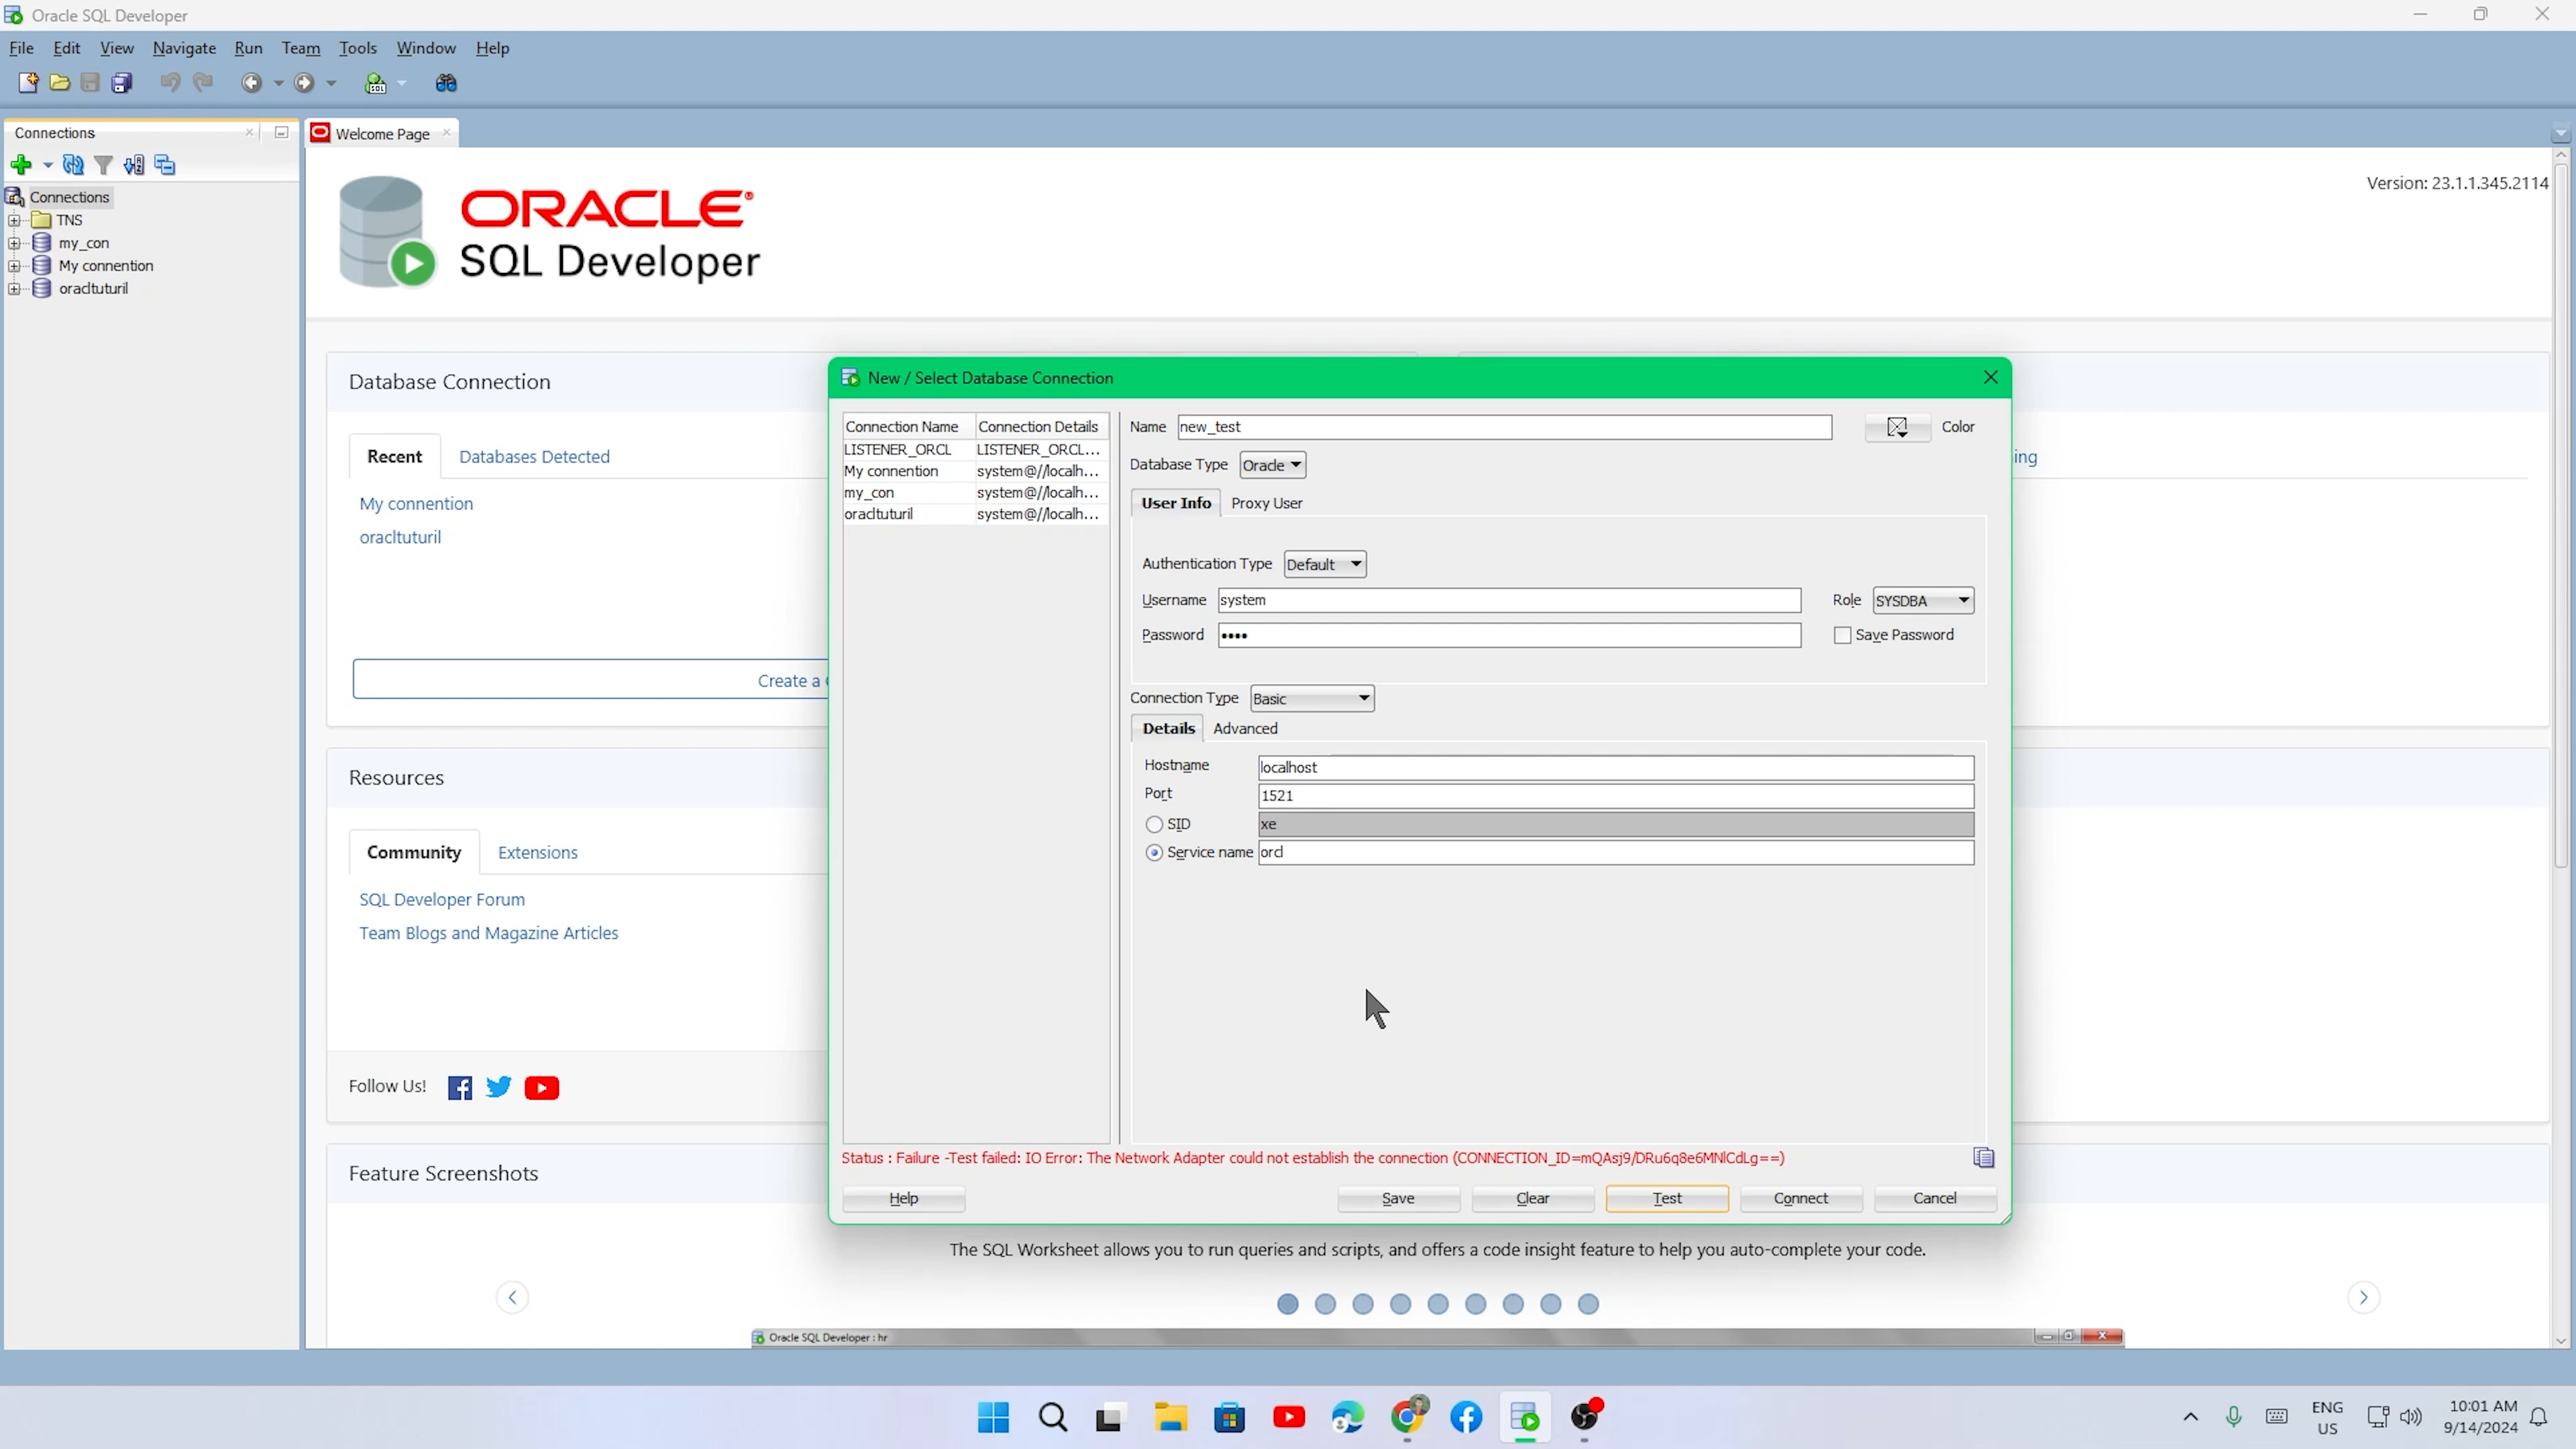 Oracle SQL Developer
File Edit View Navigate Run Team Tools Window Help
Connections
Welcome Page
Connections
TNS
my_con
My connention
oracltuturil
ORACLE
SQL Developer
Version: 23.1.1.345.2114
Database Connection
Recent Databases Detected
My connention
oracltuturil
Create a
ing
Resources
Community Extensions
SQL Developer Forum
Team Blogs and Magazine Articles
Follow Us!
Feature Screenshots
New / Select Database Connection
Connection Name Connection Details
LISTENER_ORCL LISTENER_ORCL...
My connention system@//localh...
my_con system@//localh...
oracltuturil system@//localh...
Name new_test Color
Database Type Oracle
User Info Proxy User
Authentication Type Default
Username system Role SYSDBA
Password •••• Save Password
Connection Type Basic
Details Advanced
Hostname localhost
Port 1521
SID xe
Service name orcl
Status : Failure -Test failed: IO Error: The Network Adapter could not establish the connection (CONNECTION_ID=mQAsj9/DRu6q8e6MNlCdLg==)
Help Save Clear Test Connect Cancel
The SQL Worksheet allows you to run queries and scripts, and offers a code insight feature to help you auto-complete your code.
Oracle SQL Developer : hr
ENG
US
10:01 AM
9/14/2024